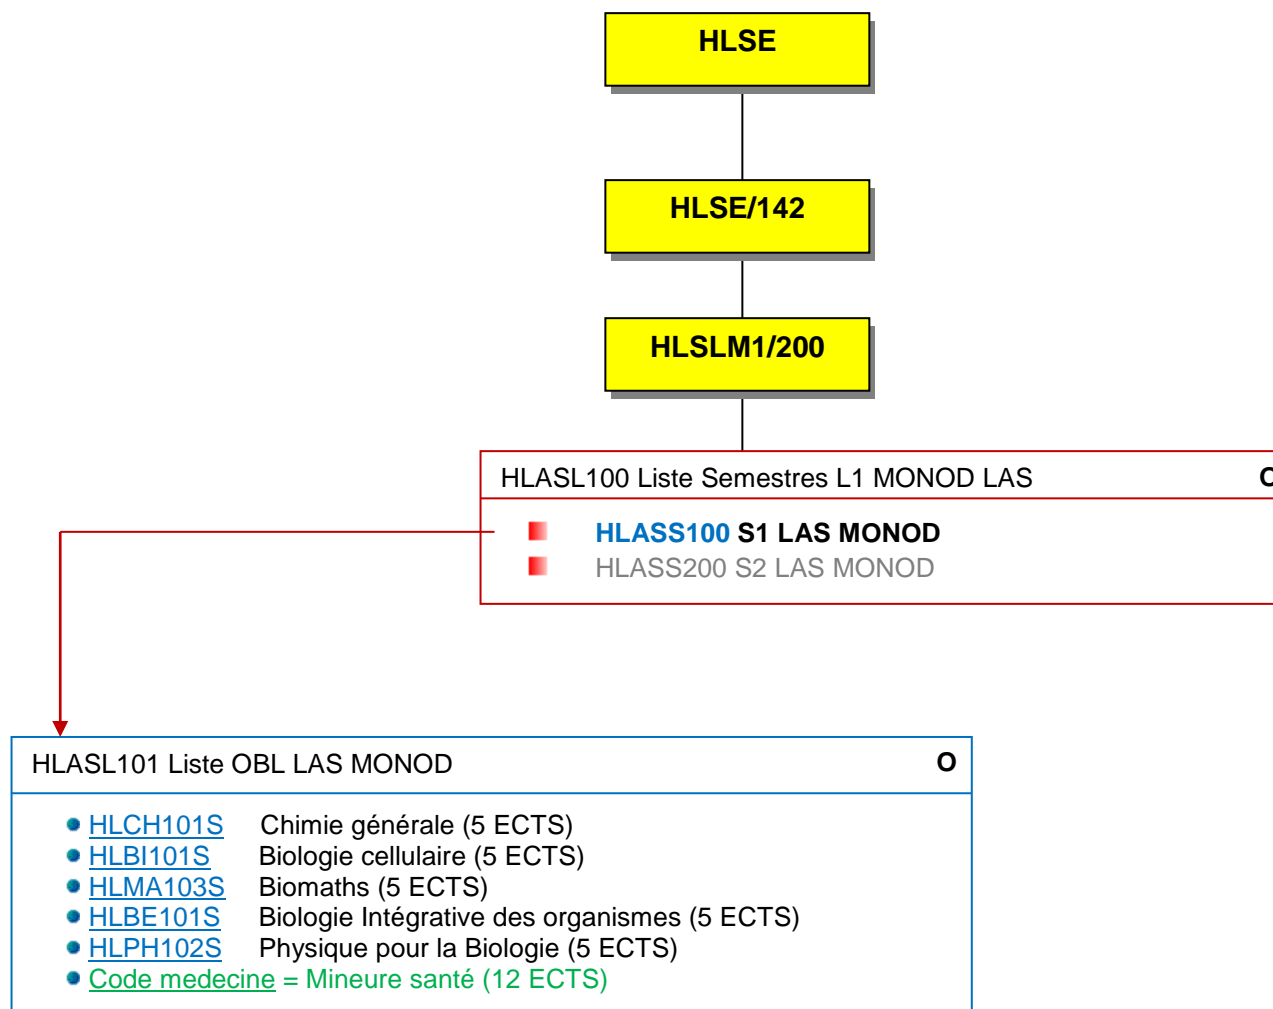 HLSE
HLSE/142
HLSLM1/200
HLASL100 Liste Semestres L1 MONOD LAS
HLASS100 S1 LAS MONOD
HLASS200 S2 LAS MONOD
HLASL101 Liste OBL LAS MONOD O
HLCH101S Chimie générale (5 ECTS)
HLBI101S Biologie cellulaire (5 ECTS)
HLMA103S Biomaths (5 ECTS)
HLBE101S Biologie Intégrative des organismes (5 ECTS)
HLPH102S Physique pour la Biologie (5 ECTS)
Code medecine = Mineure santé (12 ECTS)